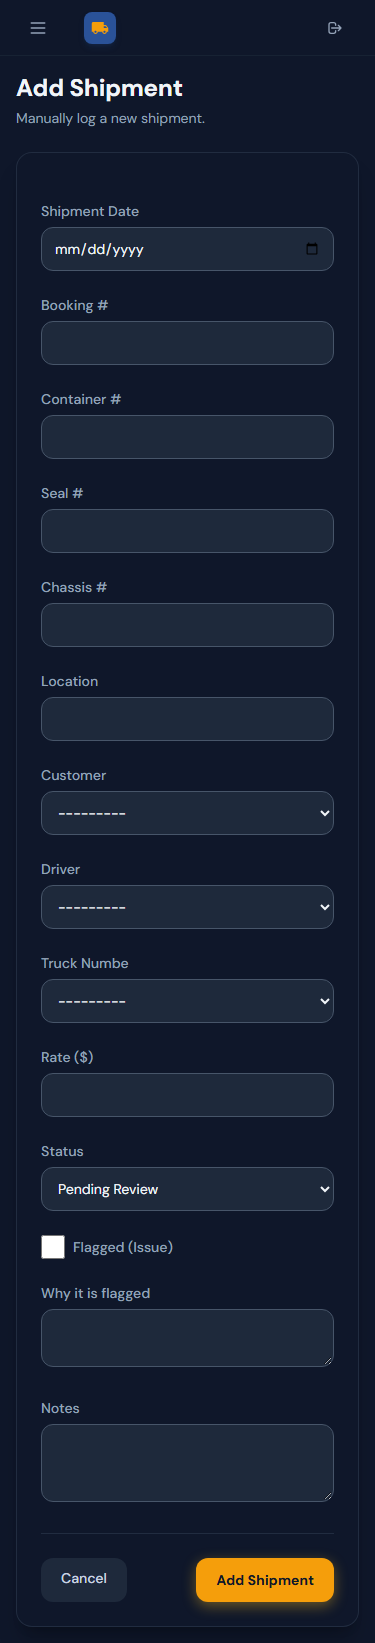 Add Shipment
Manually log a new shipment.
Shipment Date
mm/dd/yyyy
Booking #
Container #
Seal #
Chassis #
Location
Customer
---------
Driver
---------
Truck Numbe
---------
Rate ($)
Status
Pending Review
Flagged (Issue)
Why it is flagged
Notes
Cancel
Add Shipment